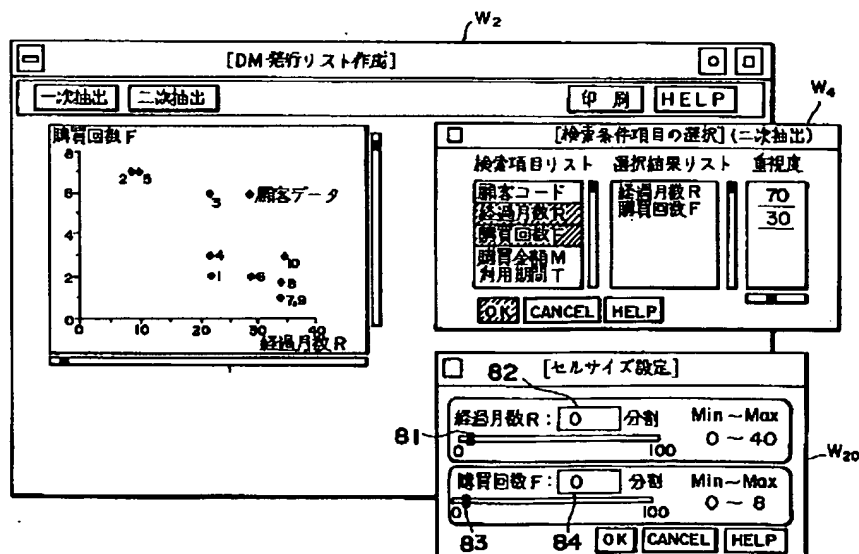 W2
[DM発行リスト作成]
一次抽出 二次抽出 印刷 HELP
購買回数F
8
6
4
2
0
2 5
3
顧客データ
4
10
1 6 8
7,9
0 10 20 30 40
経過月数R
W4
[検索条件項目の選択](二次抽出)
検索項目リスト 選択結果リスト 重視度
顧客コード
経過月数R
購買回数F
購買金額M
利用期間T
経過月数R
購買回数F
70
30
OK CANCEL HELP
W20
[セルサイズ設定]
82
経過月数R: 0 分割 Min~Max
81
0 100 0~40
購買回数F: 0 分割 Min~Max
0 100 0~8
83 84
OK CANCEL HELP